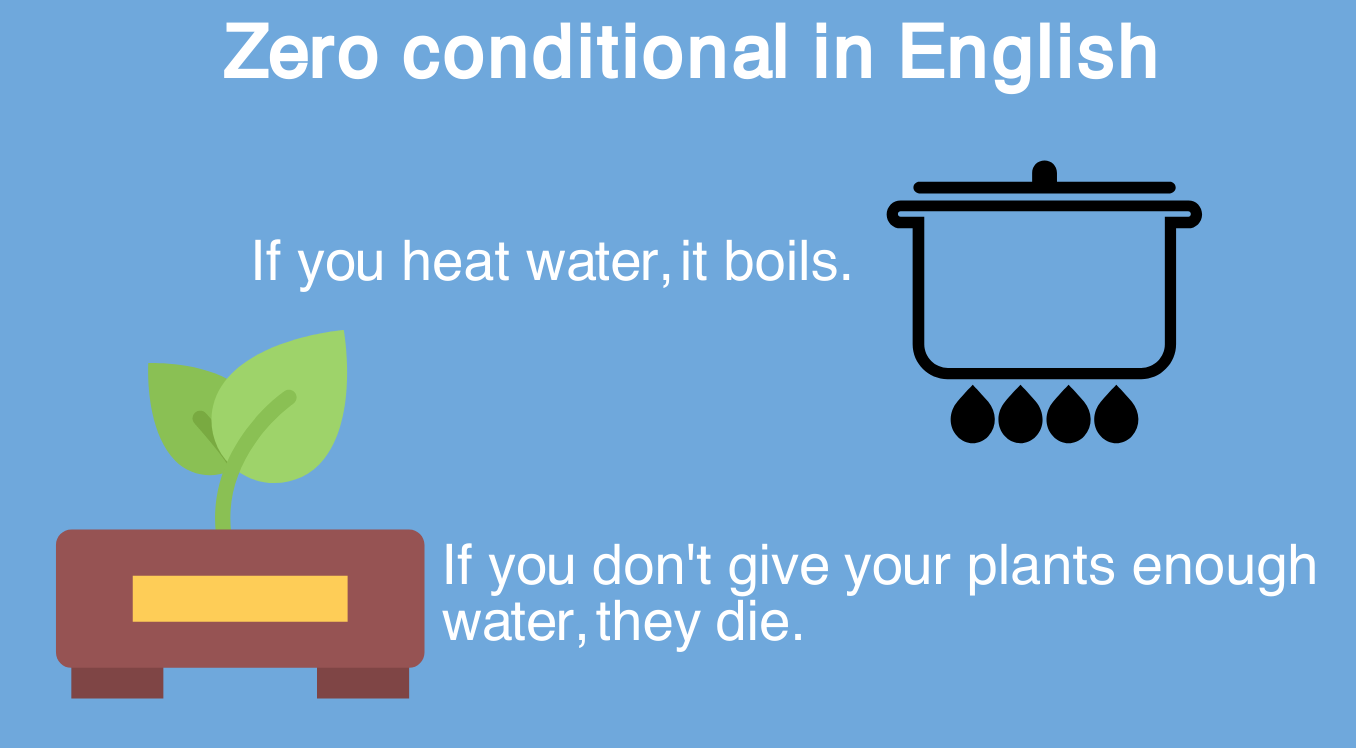 Zero conditional in English
If you heat water, it boils.
If you don't give your plants enough
water, they die.